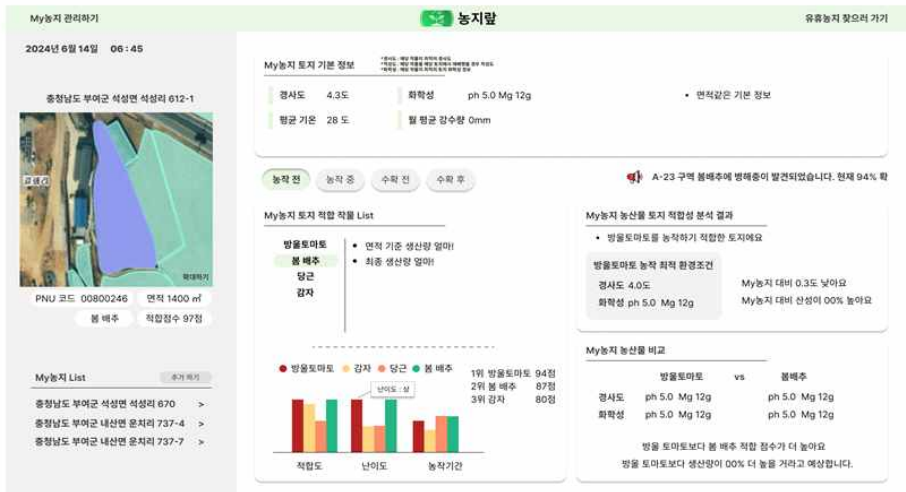 My농지 관리하기
농지랖
유휴농지 찾으러 가기
2024년 6월 14일 06 : 45
충청남도 부여군 석성면 석성리 612-1
확대하기
PNU 코드 00800246 면적 1400 ㎡
봄 배추 적합점수 97점
My농지 List 추가 하기
충청남도 부여군 석성면 석성리 670 >
충청남도 부여군 내산면 운치리 737-4 >
충청남도 부여군 내산면 운치리 737-7 >
My농지 토지 기본 정보
경사도 4.3도 화학성 ph 5.0 Mg 12g
• 면적같은 기본 정보
평균 기온 28 도 월 평균 강수량 0mm
농작 전 농작 중 수확 전 수확 후
A-23 구역 봄배추에 병해충이 발견되었습니다. 현재 94% 확
My농지 토지 적합 작물 List
방울토마토
봄 배추
당근
감자
• 면적 기준 생산량 얼마!
• 최종 생산량 얼마!
방울토마토 감자 당근 봄 배추
난이도 : 상
적합도 난이도 농작기간
1위 방울토마토 94점
2위 봄 배추 87점
3위 감자 80점
My농지 농산물 토지 적합성 분석 결과
• 방울토마토를 농작하기 적합한 토지에요
방울토마토 농작 최적 환경조건
경사도 4.0도
화학성 ph 5.0 Mg 12g
My농지 대비 0.3도 낮아요
My농지 대비 산성이 00% 높아요
My농지 농산물 비교
방울토마토 vs 봄배추
경사도 ph 5.0 Mg 12g ph 5.0 Mg 12g
화학성 ph 5.0 Mg 12g ph 5.0 Mg 12g
방울 토마토보다 봄 배추 적합 점수가 더 높아요
방울 토마토보다 생산량이 00% 더 높을 거라고 예상합니다.